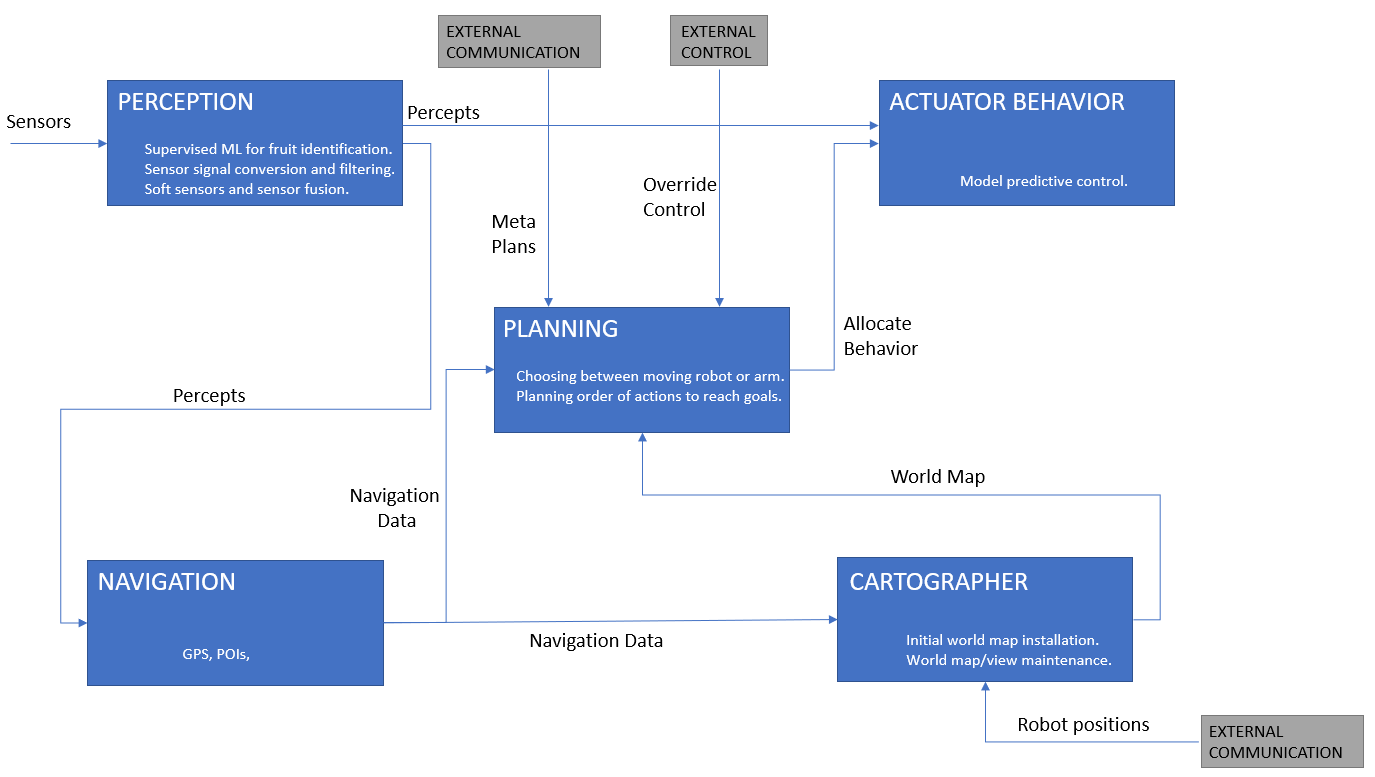 EXTERNAL
COMMUNICATION
EXTERNAL
CONTROL
PERCEPTION
Supervised ML for fruit identification.
Sensor signal conversion and filtering.
Soft sensors and sensor fusion.
Sensors
Percepts
ACTUATOR BEHAVIOR
Model predictive control.
Override
Control
Meta
Plans
PLANNING
Choosing between moving robot or arm.
Planning order of actions to reach goals.
Allocate
Behavior
Percepts
World Map
Navigation
Data
NAVIGATION
GPS, POIs,
Navigation Data
CARTOGRAPHER
Initial world map installation.
World map/view maintenance.
Robot positions
EXTERNAL
COMMUNICATION